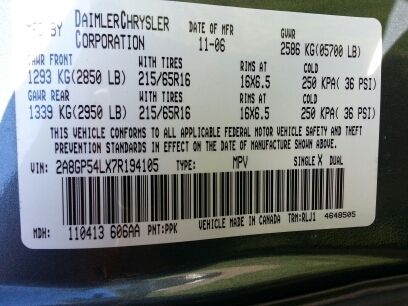 MFD BY DAIMLERCHRYSLER CORPORATION DATE OF MFR 11-06 GVWR 2586 KG(05700 LB)
GAWR FRONT WITH TIRES RIMS AT COLD
1293 KG(2850 LB) 215/65R16 16X6.5 250 KPA( 36 PSI)
GAWR REAR WITH TIRES RIMS AT COLD
1339 KG(2950 LB) 215/65R16 16X6.5 250 KPA( 36 PSI)
THIS VEHICLE CONFORMS TO ALL APPLICABLE FEDERAL MOTOR VEHICLE SAFETY AND THEFT
PREVENTION STANDARDS IN EFFECT ON THE DATE OF MANUFACTURE SHOWN ABOVE.
VIN: 2A8GP54LX7R194105 TYPE: MPV SINGLE X DUAL
VEHICLE MADE IN CANADA TRM:RLJ1 4648505
MDH: 110413 606AA PNT:PPK